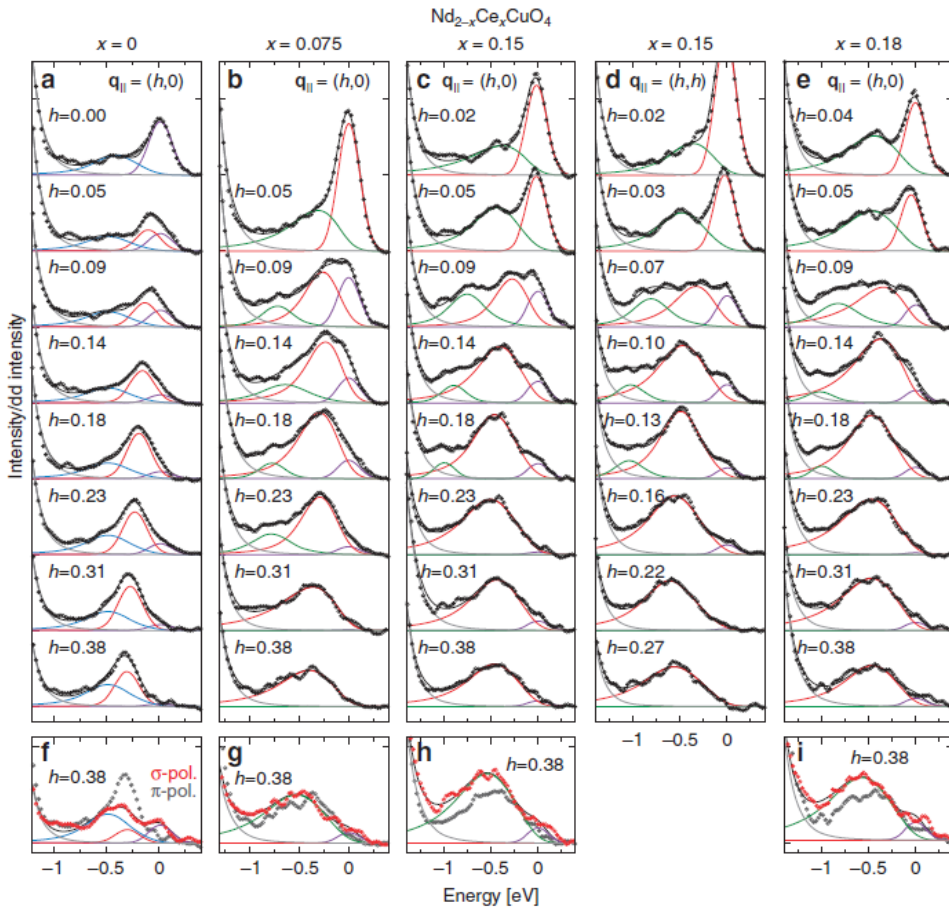 Nd₂₋ₓCeₓCuO₄
x = 0 x = 0.075 x = 0.15 x = 0.15 x = 0.18
a q|| = (h,0) b q|| = (h,0) c q|| = (h,0) d q|| = (h,h) e q|| = (h,0)
h=0.00 h=0.02 h=0.02 h=0.04
h=0.05 h=0.05 h=0.05 h=0.03 h=0.05
h=0.09 h=0.09 h=0.09 h=0.07 h=0.09
h=0.14 h=0.14 h=0.14 h=0.10 h=0.14
h=0.18 h=0.18 h=0.18 h=0.13 h=0.18
h=0.23 h=0.23 h=0.23 h=0.16 h=0.23
h=0.31 h=0.31 h=0.31 h=0.22 h=0.31
h=0.38 h=0.38 h=0.38 h=0.27 h=0.38
Intensity/dd intensity
−1 −0.5 0
f g h i
h=0.38 h=0.38 h=0.38 h=0.38
σ-pol.
π-pol.
−1 −0.5 0 −1 −0.5 0 −1 −0.5 0 −1 −0.5 0
Energy [eV]